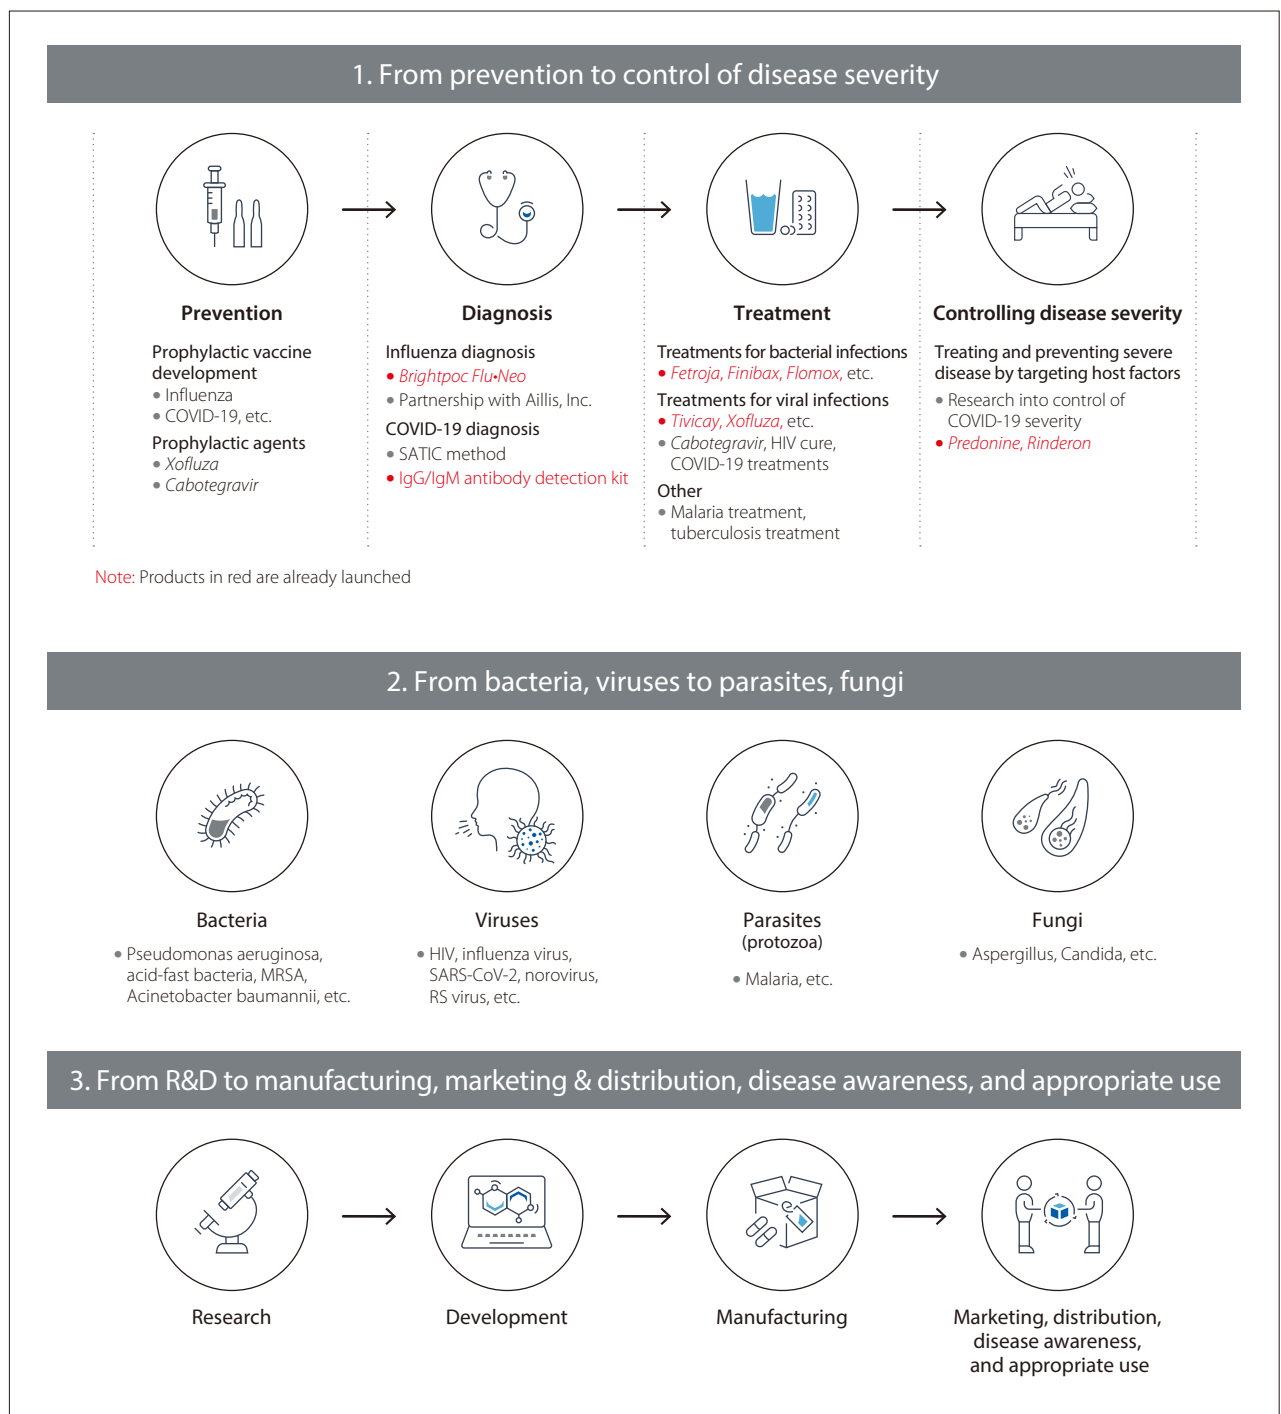 1. From prevention to control of disease severity
Prevention
Prophylactic vaccine
development
• Influenza
• COVID-19, etc.
Prophylactic agents
• Xofluza
• Cabotegravir
Diagnosis
Influenza diagnosis
• Brightpoc Flu•Neo
• Partnership with Aillis, Inc.
COVID-19 diagnosis
• SATIC method
• IgG/IgM antibody detection kit
Treatment
Treatments for bacterial infections
• Fetroja, Finibax, Flomox, etc.
Treatments for viral infections
• Tivicay, Xofluza, etc.
• Cabotegravir, HIV cure,
COVID-19 treatments
Other
• Malaria treatment,
tuberculosis treatment
Controlling disease severity
Treating and preventing severe
disease by targeting host factors
• Research into control of
COVID-19 severity
• Predonine, Rinderon
Note: Products in red are already launched
2. From bacteria, viruses to parasites, fungi
Bacteria
• Pseudomonas aeruginosa,
acid-fast bacteria, MRSA,
Acinetobacter baumannii, etc.
Viruses
• HIV, influenza virus,
SARS-CoV-2, norovirus,
RS virus, etc.
Parasites
(protozoa)
• Malaria, etc.
Fungi
• Aspergillus, Candida, etc.
3. From R&D to manufacturing, marketing & distribution, disease awareness, and appropriate use
Research
Development
Manufacturing
Marketing, distribution,
disease awareness,
and appropriate use